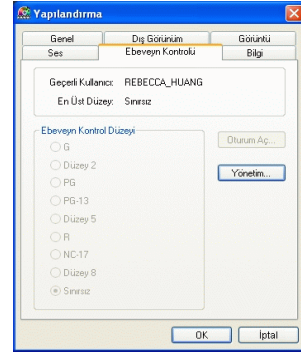 Yapılandırma
Genel Dış Görünüm Görüntü
Ses Ebeveyn Kontrolü Bilgi
Geçerli Kullanıcı: REBECCA_HUANG
En Üst Düzey: Sınırsız
Ebeveyn Kontrol Düzeyi
G
Düzey 2
PG
PG-13
Düzey 5
R
NC-17
Düzey 8
Sınırsız
Oturum Aç...
Yönetim...
OK İptal